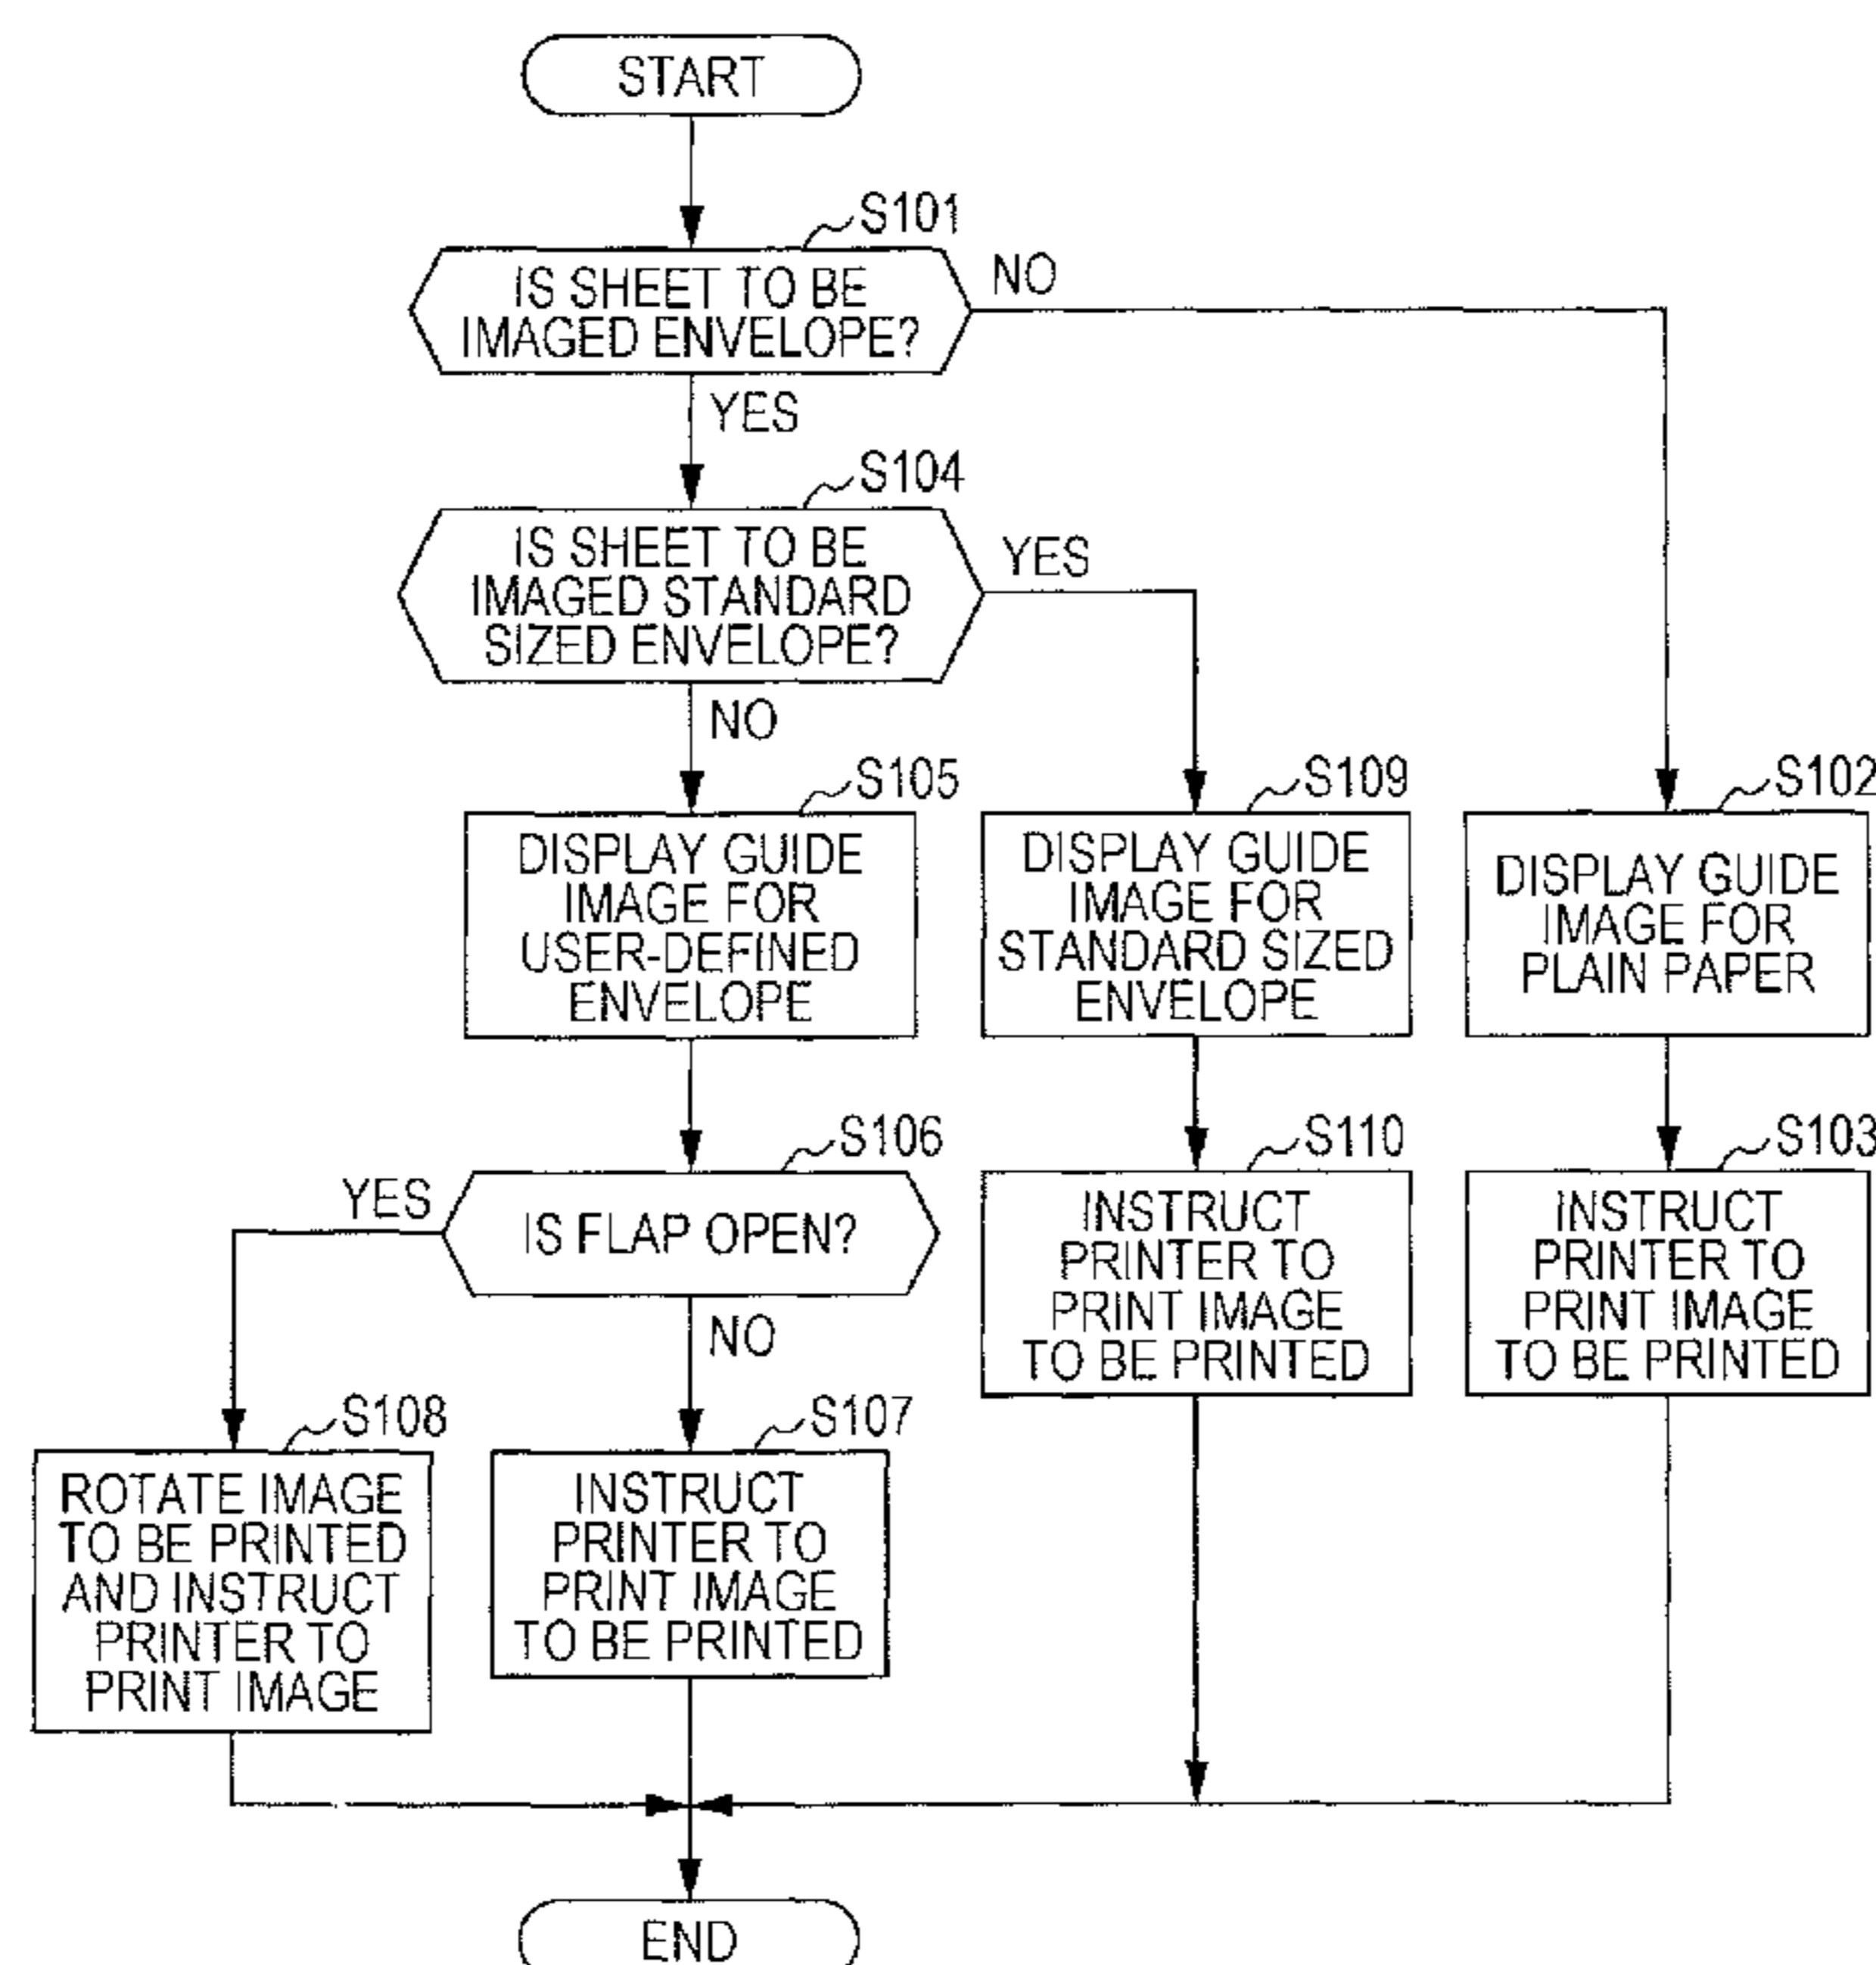 START
S101
IS SHEET TO BE
IMAGED ENVELOPE?
NO
YES
S104
IS SHEET TO BE
IMAGED STANDARD
SIZED ENVELOPE?
YES
NO
S105
DISPLAY GUIDE
IMAGE FOR
USER-DEFINED
ENVELOPE
S109
DISPLAY GUIDE
IMAGE FOR
STANDARD SIZED
ENVELOPE
S102
DISPLAY GUIDE
IMAGE FOR
PLAIN PAPER
S106
IS FLAP OPEN?
YES
NO
S110
INSTRUCT
PRINTER TO
PRINT IMAGE
TO BE PRINTED
S103
INSTRUCT
PRINTER TO
PRINT IMAGE
TO BE PRINTED
S108
ROTATE IMAGE
TO BE PRINTED
AND INSTRUCT
PRINTER TO
PRINT IMAGE
S107
INSTRUCT
PRINTER TO
PRINT IMAGE
TO BE PRINTED
END